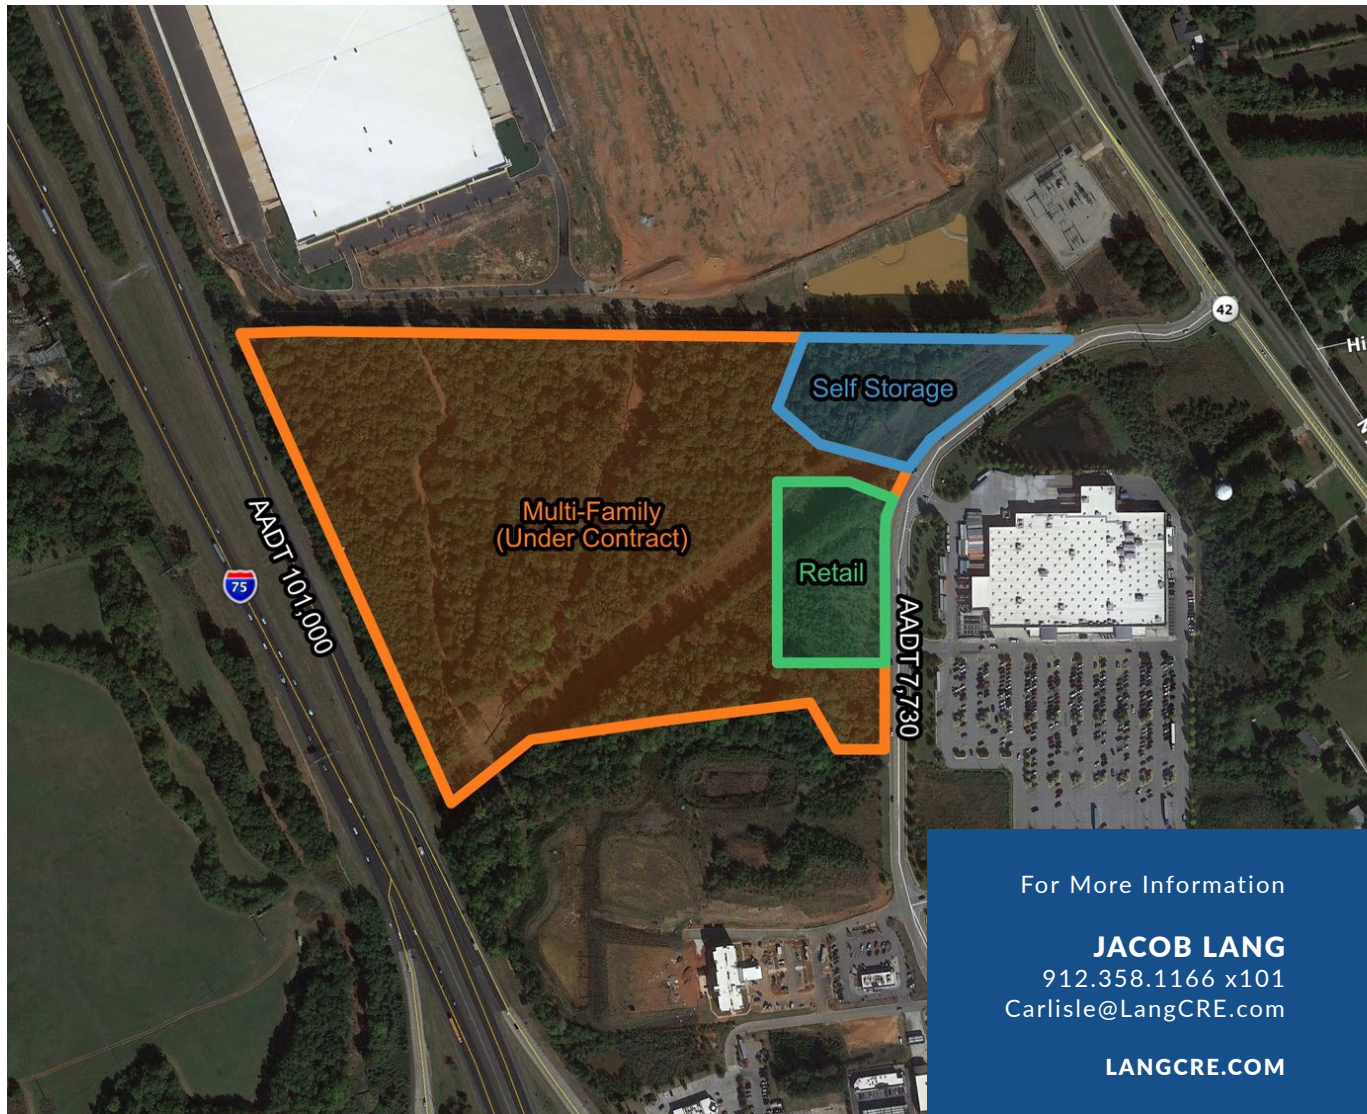 42
Hi
Self Storage
Multi-Family
(Under Contract)
Retail
AADT 101,000
75
AADT 7,730
For More Information
JACOB LANG
912.358.1166 x101
Carlisle@LangCRE.com
LANGCRE.COM